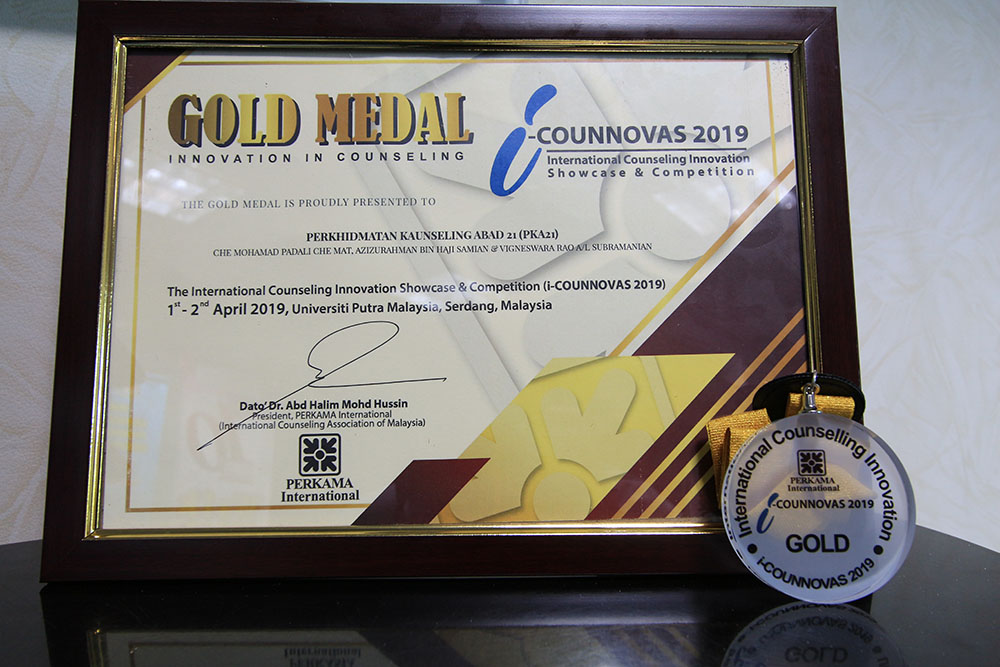 GOLD MEDAL
INNOVATION IN COUNSELING
i-COUNNOVAS 2019
International Counseling Innovation
Showcase & Competition
THE GOLD MEDAL IS PROUDLY PRESENTED TO
PERKHIDMATAN KAUNSELING ABAD 21 (PKA21)
CHE MOHAMAD PADALI CHE MAT, AZIZURAHMAN BIN HAJI SAMIAN & VIGNESWARA RAO A/L SUBRAMANIAN
The International Counseling Innovation Showcase & Competition (i-COUNNOVAS 2019)
1st - 2nd April 2019, Universiti Putra Malaysia, Serdang, Malaysia
Dato' Dr. Abd Halim Mohd Hussin
President, PERKAMA International
(International Counseling Association of Malaysia)
PERKAMA
International
International Counselling Innovation
PERKAMA
International
i-COUNNOVAS 2019
GOLD
i-COUNNOVAS 2019